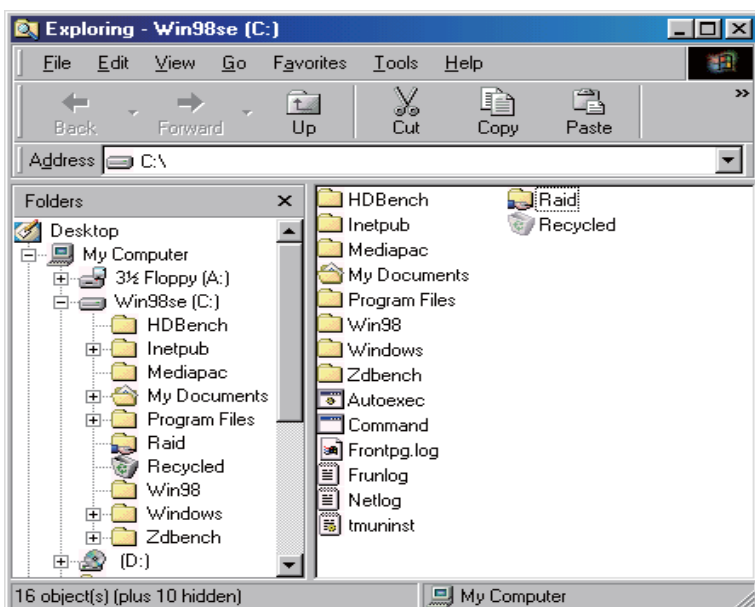 Exploring - Win98se (C:)
File Edit View Go Favorites Tools Help
Back Forward Up Cut Copy Paste »
Address C:\
Folders ×
Desktop
My Computer
3½ Floppy (A:)
Win98se (C:)
HDBench
Inetpub
Mediapac
My Documents
Program Files
Raid
Recycled
Win98
Windows
Zdbench
(D:)
HDBench
Inetpub
Mediapac
My Documents
Program Files
Win98
Windows
Zdbench
Autoexec
Command
Frontpg.log
Frunlog
Netlog
tmuninst
Raid
Recycled
16 object(s) (plus 10 hidden) My Computer